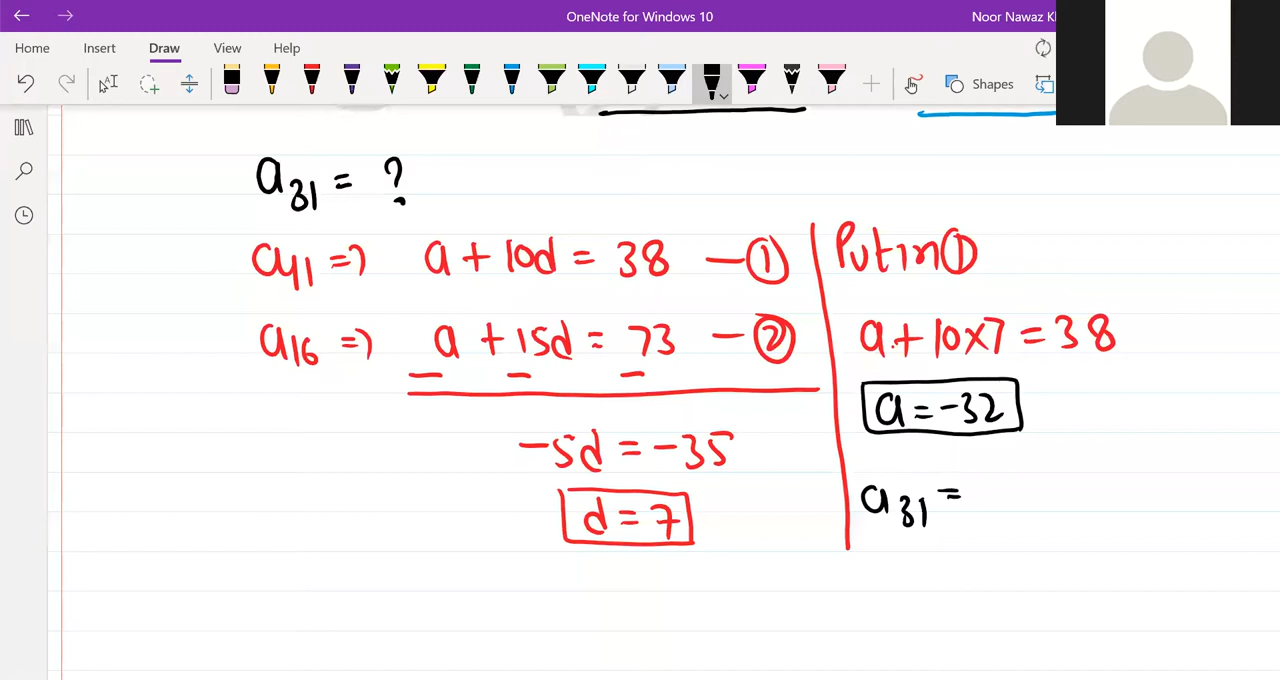 OneNote for Windows 10
Noor Nawaz Kh
Home Insert Draw View Help
Shapes
a₃₁ = ?
a₁₁ => a + 10d = 38 — ①
a₁₆ => a + 15d = 73 — ②
-5d = -35
d = 7
Put in ①
a + 10×7 = 38
a = -32
a₃₁ =